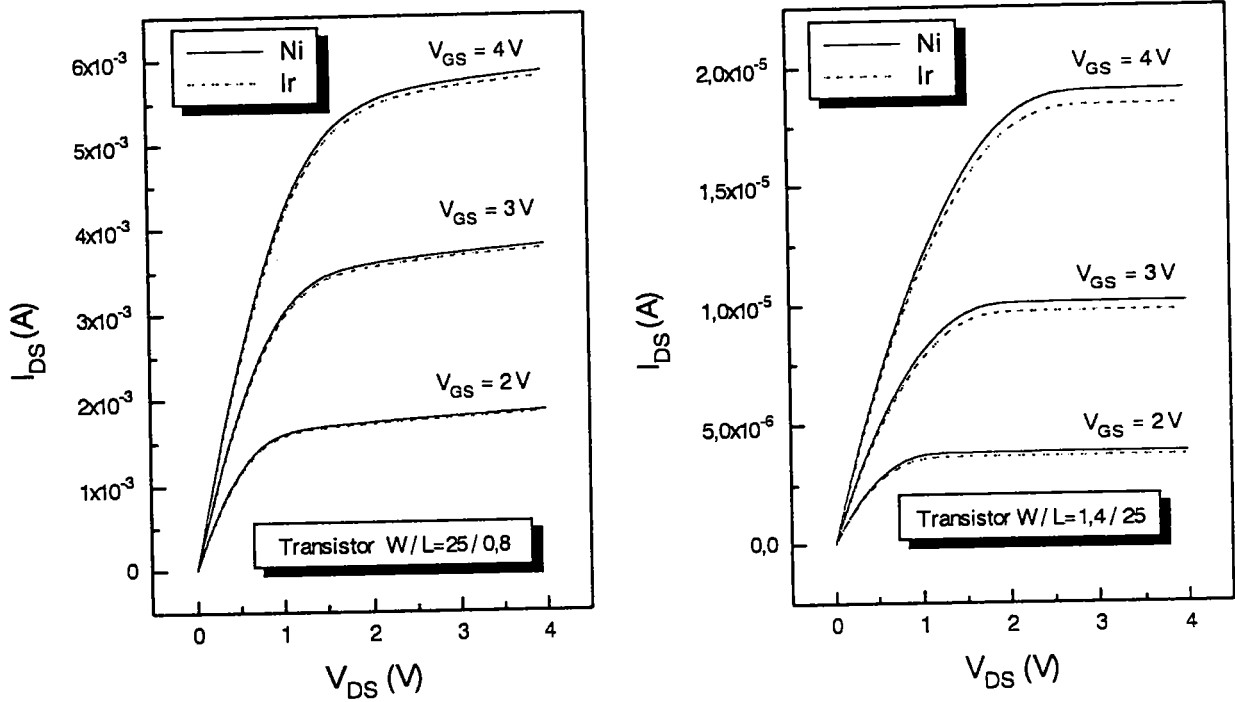 Ni
Ir
V_GS = 4 V
V_GS = 3 V
V_GS = 2 V
Transistor W / L=25 / 0,8
6x10⁻³
5x10⁻³
4x10⁻³
3x10⁻³
2x10⁻³
1x10⁻³
0
I_DS (A)
0 1 2 3 4
V_DS (V)
Ni
Ir
V_GS = 4 V
V_GS = 3 V
V_GS = 2 V
Transistor W / L=1,4 / 25
2,0x10⁻⁵
1,5x10⁻⁵
1,0x10⁻⁵
5,0x10⁻⁶
0,0
I_DS (A)
0 1 2 3 4
V_DS (V)